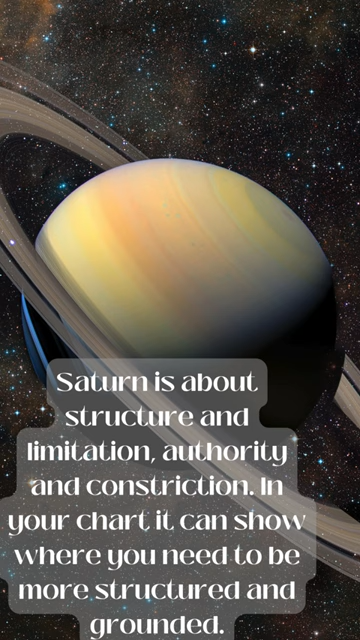 Saturn is about
structure and
limitation, authority
and constriction. In
your chart it can show
where you need to be
more structured and
grounded.